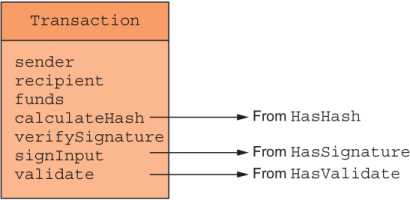 Transaction
sender
recipient
funds
calculateHash From HasHash
verifySignature
signInput From HasSignature
validate From HasValidate